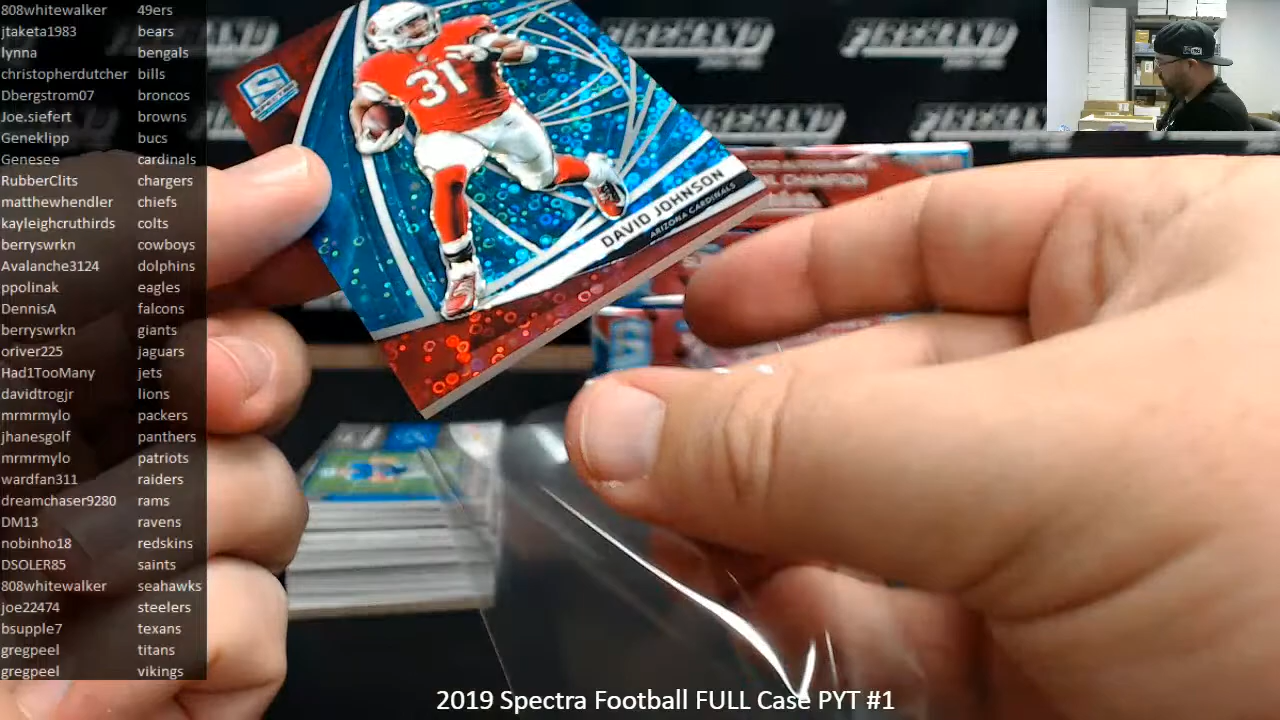 808whitewalker 49ers
jtaketa1983 bears
lynna bengals
christopherdutcher bills
Dbergstrom07 broncos
Joe.siefert browns
Geneklipp bucs
Genesee cardinals
RubberClits chargers
matthewhendler chiefs
kayleighcruthirds colts
berryswrkn cowboys
Avalanche3124 dolphins
ppolinak eagles
DennisA falcons
berryswrkn giants
oriver225 jaguars
Had1TooMany jets
davidtrogjr lions
mrmrmylo packers
jhanesgolf panthers
mrmrmylo patriots
wardfan311 raiders
dreamchaser9280 rams
DM13 ravens
nobinho18 redskins
DSOLER85 saints
808whitewalker seahawks
joe22474 steelers
bsupple7 texans
gregpeel titans
gregpeel vikings
SPECTRA
31
DAVID JOHNSON
ARIZONA CARDINALS
CHAMPION
2019 Spectra Football FULL Case PYT #1